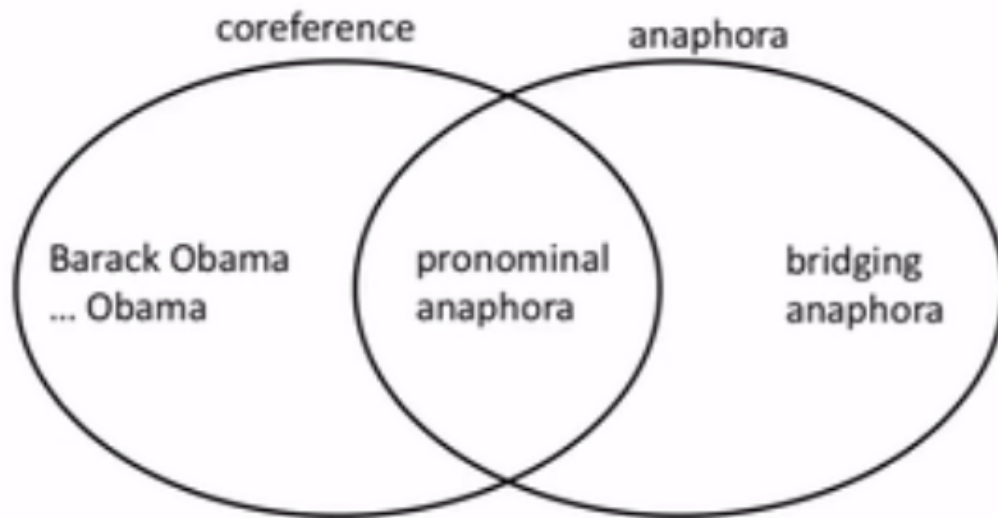 coreference
anaphora
Barack Obama
... Obama
pronominal
anaphora
bridging
anaphora